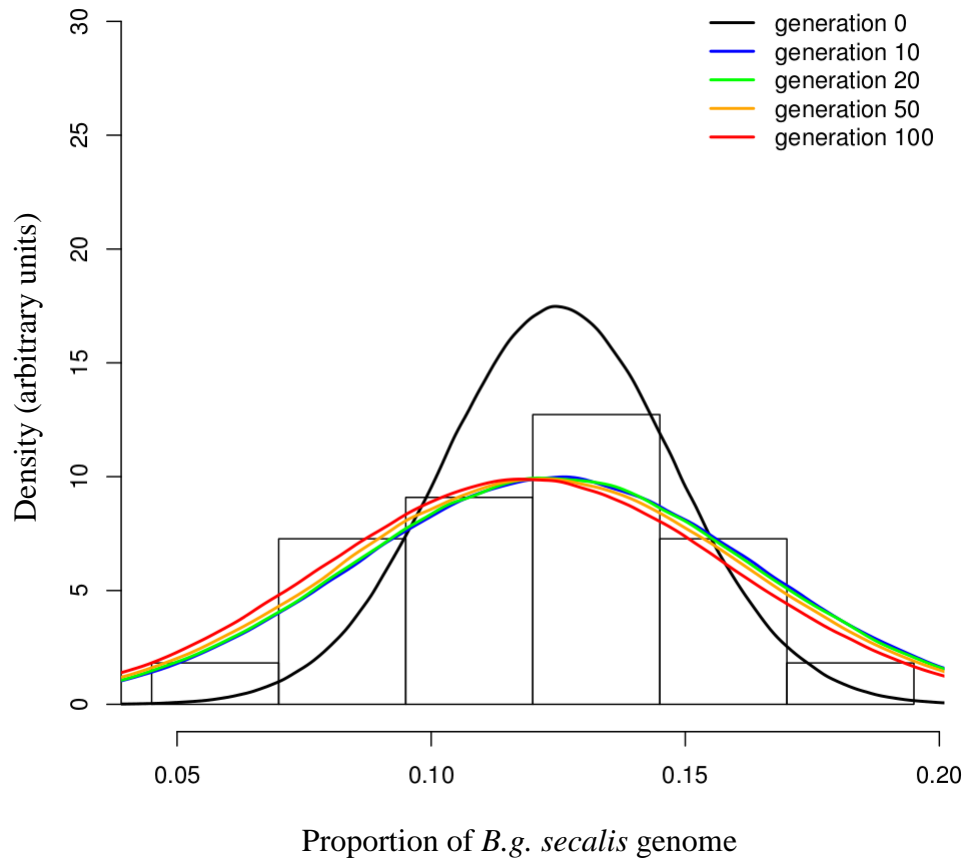 generation 0
generation 10
generation 20
generation 50
generation 100
Density (arbitrary units)
30
25
20
15
10
5
0
0.05 0.10 0.15 0.20
Proportion of B.g. secalis genome